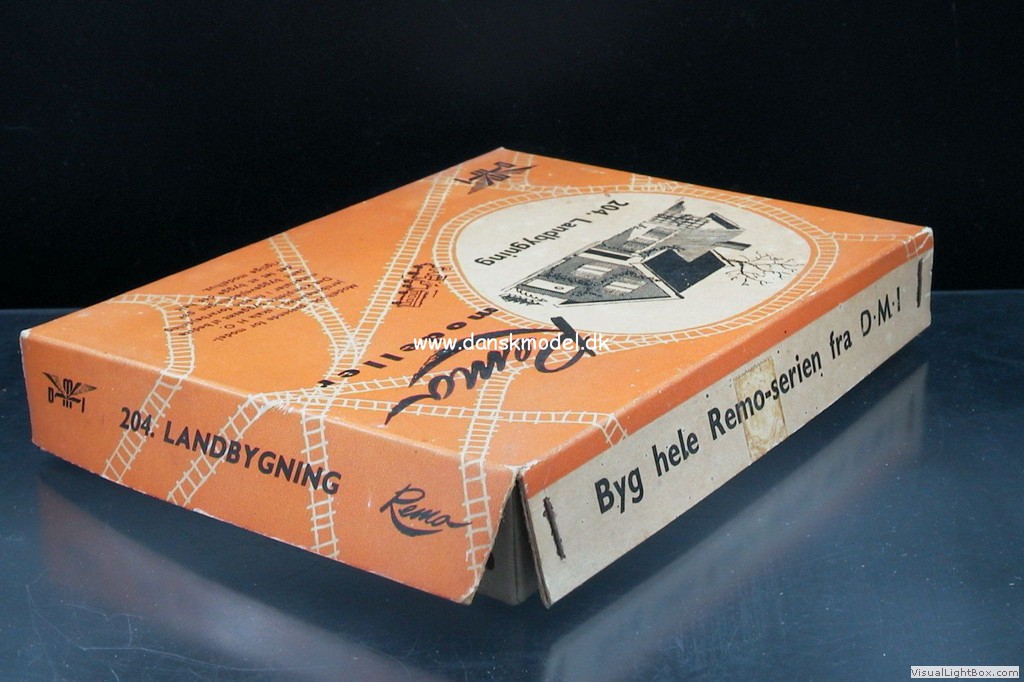 204. Landbygning
Remo
modeller
www.danskmodel.dk
D M I
204. LANDBYGNING
Remo
Byg hele Remo-serien fra D·M·I
VisualLightBox.com